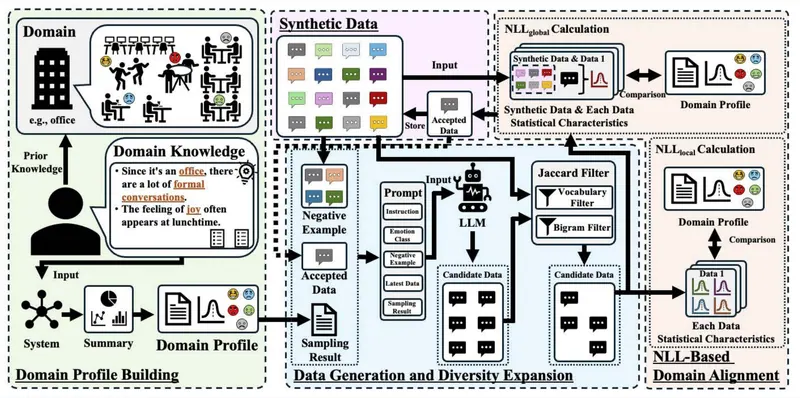 Domain
e.g., office
Prior
Knowledge
Domain Knowledge
• Since it's an office, there
are a lot of formal
conversations.
• The feeling of joy often
appears at lunchtime.
Input
System
Summary
Domain Profile
Domain Profile Building
Synthetic Data
Input
Store
Accepted
Data
Negative
Example
Accepted
Data
Sampling
Result
Prompt
Instruction
Emotion
Class
Negative
Example
Latest Data
Sampling
Result
Input
LLM
Candidate Data
Jaccard Filter
Vocabulary
Filter
Bigram Filter
Candidate Data
Data Generation and Diversity Expansion
NLLglobal Calculation
Synthetic Data & Data 1
Comparison
Domain Profile
Synthetic Data & Each Data
Statistical Characteristics
NLLlocal Calculation
Domain Profile
Comparison
Data 1
Each Data
Statistical Characteristics
NLL-Based
Domain Alignment